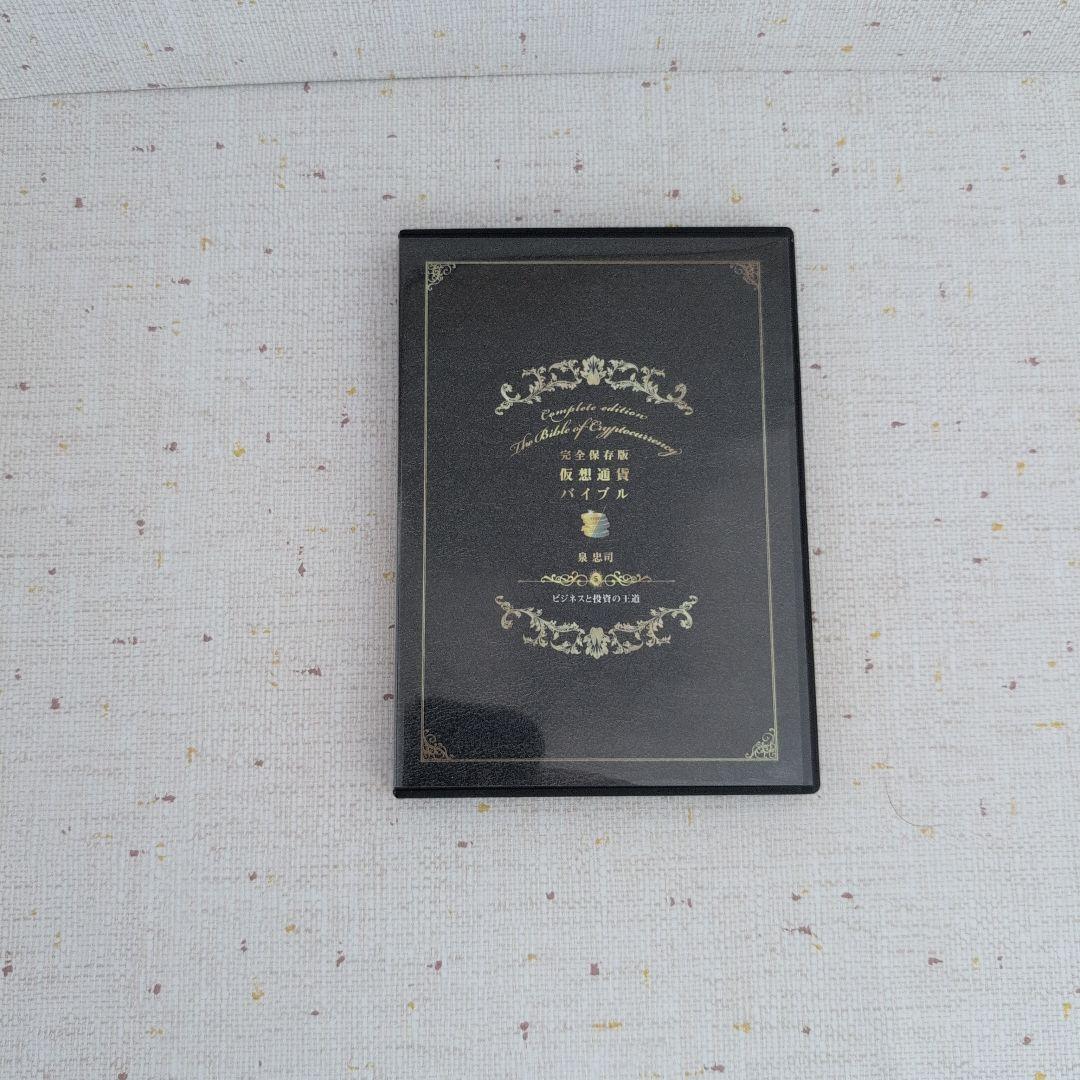 Complete edition
The Bible of Cryptocurrency
完全保存版
仮想通貨
バイブル
泉 忠司
5
ビジネスと投資の王道